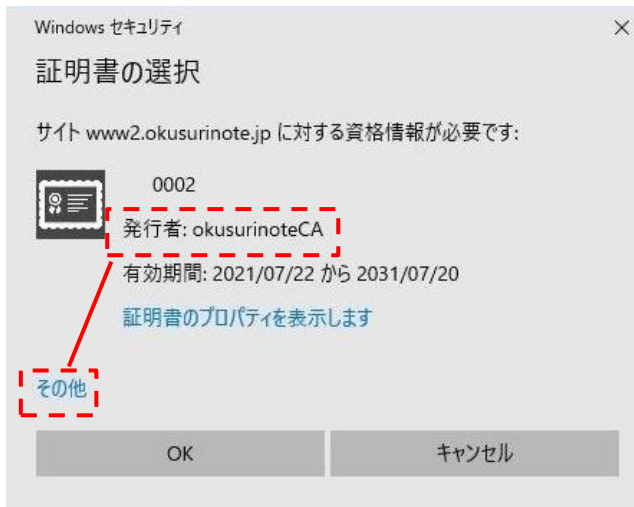 Windows セキュリティ
証明書の選択
サイト www2.okusurinote.jp に対する資格情報が必要です:
0002
発行者: okusurinoteCA
有効期間: 2021/07/22 から 2031/07/20
証明書のプロパティを表示します
その他
OK
キャンセル